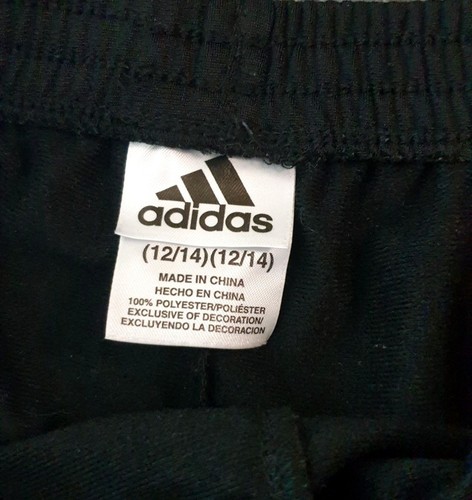 adidas
(12/14)(12/14)
MADE IN CHINA
HECHO EN CHINA
100% POLYESTER/POLIÉSTER
EXCLUSIVE OF DECORATION/
EXCLUYENDO LA DECORACION